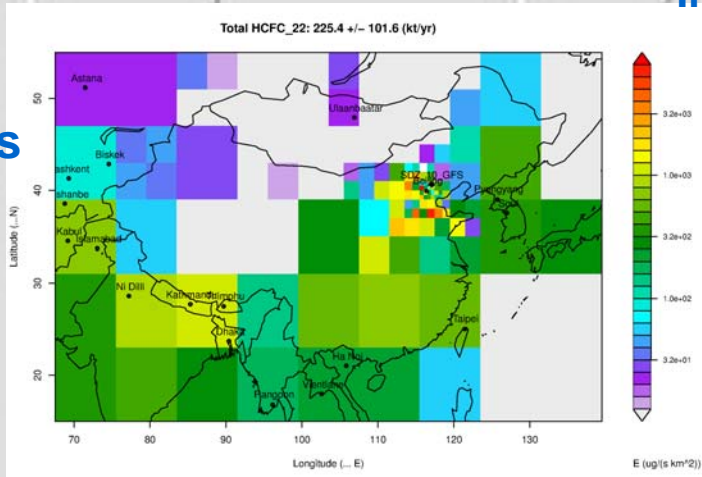 Total HCFC_22: 225.4 +/− 101.6 (kt/yr)
s
Astana
Ulaanbaatar
Biskek
ashkent
shanbe
SDZ_10_GFS
Beijing
Pyongyang
Soul
Kabul
Islamabad
Ni Dilli
Kathmandu
Thimphu
Dhaka
Taipei
Ha Noi
Vientiane
Rangoon
50
40
30
20
Latitude (...N)
70 80 90 100 110 120 130
Longitude (... E)
3.2e+03
1.0e+03
3.2e+02
1.0e+02
3.2e+01
E (ug/(s km^2))